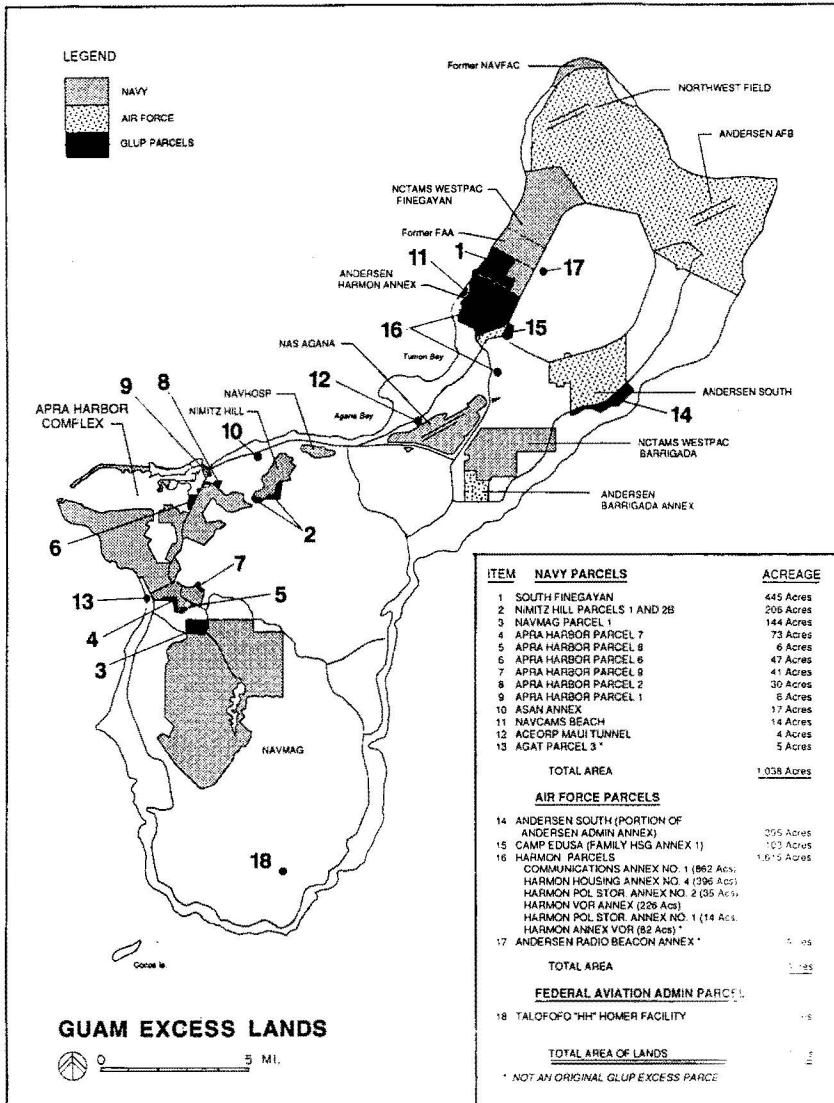 LEGEND
NAVY
AIR FORCE
GLUP PARCELS
Former NAVFAC
NORTHWEST FIELD
ANDERSEN AFB
NCTAMS WESTPAC
FINEGAYAN
Former FAA
1
11
17
ANDERSEN
HARMON ANNEX
16
15
NAS AGANA
Tumon Bay
12
NAVHOSP
9
8
NIMITZ HILL
Agana Bay
ANDERSEN SOUTH
14
APRA HARBOR
COMPLEX
10
NCTAMS WESTPAC
BARRIGADA
ANDERSEN
BARRIGADA ANNEX
6
2
7
13
5
4
3
NAVMAG
18
Cocos Is.
GUAM EXCESS LANDS
0 5 MI.
ITEM NAVY PARCELS ACREAGE
1 SOUTH FINEGAYAN 445 Acres
2 NIMITZ HILL PARCELS 1 AND 2B 206 Acres
3 NAVMAG PARCEL 1 144 Acres
4 APRA HARBOR PARCEL 7 73 Acres
5 APRA HARBOR PARCEL 8 6 Acres
6 APRA HARBOR PARCEL 6 47 Acres
7 APRA HARBOR PARCEL 9 41 Acres
8 APRA HARBOR PARCEL 2 30 Acres
9 APRA HARBOR PARCEL 1 Acres
10 ASAN ANNEX 17 Acres
11 NAVCAMS BEACH 14 Acres
12 ACEORP MAUI TUNNEL 4 Acres
13 AGAT PARCEL 3 * 5 Acres
TOTAL AREA 1,038 Acres
AIR FORCE PARCELS
14 ANDERSEN SOUTH (PORTION OF
ANDERSEN ADMIN ANNEX) 395 Acres
15 CAMP EDUSA (FAMILY HSG ANNEX 1) 103 Acres
16 HARMON PARCELS 1,615 Acres
COMMUNICATIONS ANNEX NO. 1 (862 Acs)
HARMON HOUSING ANNEX NO. 4 (396 Acs)
HARMON POL STOR. ANNEX NO. 2 (35 Acs)
HARMON VOR ANNEX (226 Acs)
HARMON POL STOR. ANNEX NO. 1 (14 Acs.
HARMON ANNEX VOR (82 Acs) *
17 ANDERSEN RADIO BEACON ANNEX *
TOTAL AREA
FEDERAL AVIATION ADMIN PARCEL
18 TALOFOFO "HH" HOMER FACILITY
TOTAL AREA OF LANDS
* NOT AN ORIGINAL GLUP EXCESS PARCE